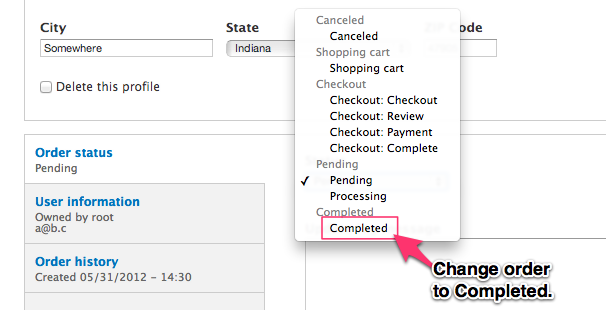 City
State
ZIP Code
Somewhere
Indiana
Delete this profile
Canceled
Canceled
Shopping cart
Shopping cart
Checkout
Checkout: Checkout
Checkout: Review
Checkout: Payment
Checkout: Complete
Pending
✓ Pending
Processing
Completed
Completed
Order status
Pending
User information
Owned by root
a@b.c
Order history
Created 05/31/2012 - 14:30
Change order
to Completed.